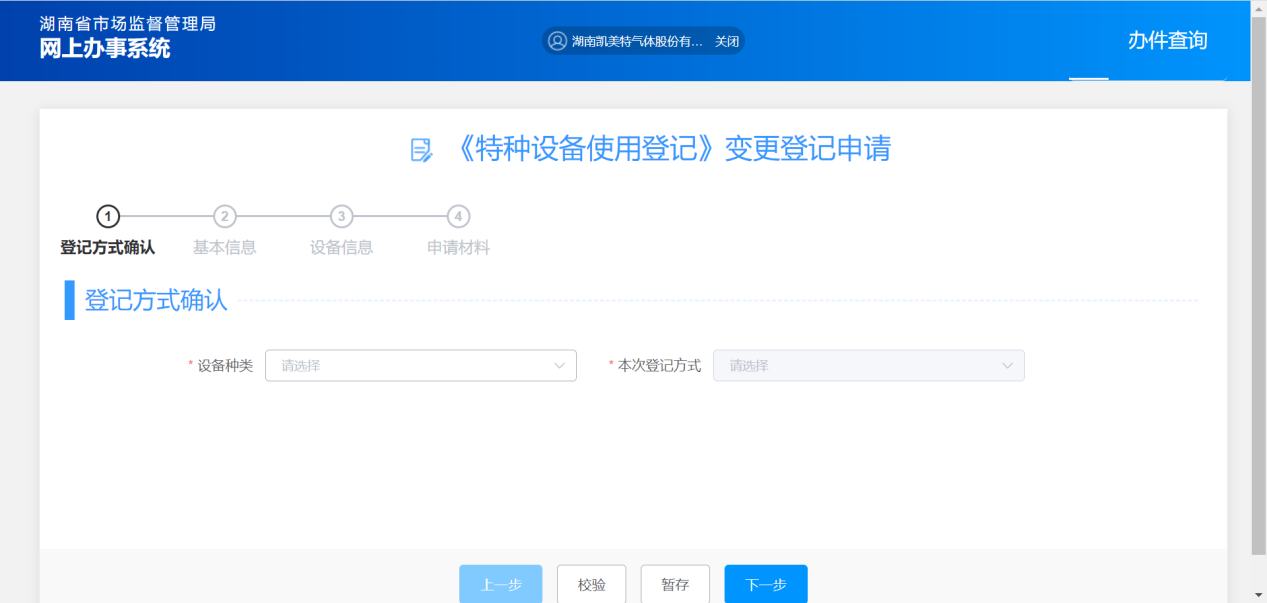 湖南省市场监督管理局
网上办事系统
湖南凯美特气体股份有... 关闭
办件查询
《特种设备使用登记》变更登记申请
1 2 3 4
登记方式确认 基本信息 设备信息 申请材料
登记方式确认
* 设备种类 请选择 * 本次登记方式 请选择
上一步 校验 暂存 下一步